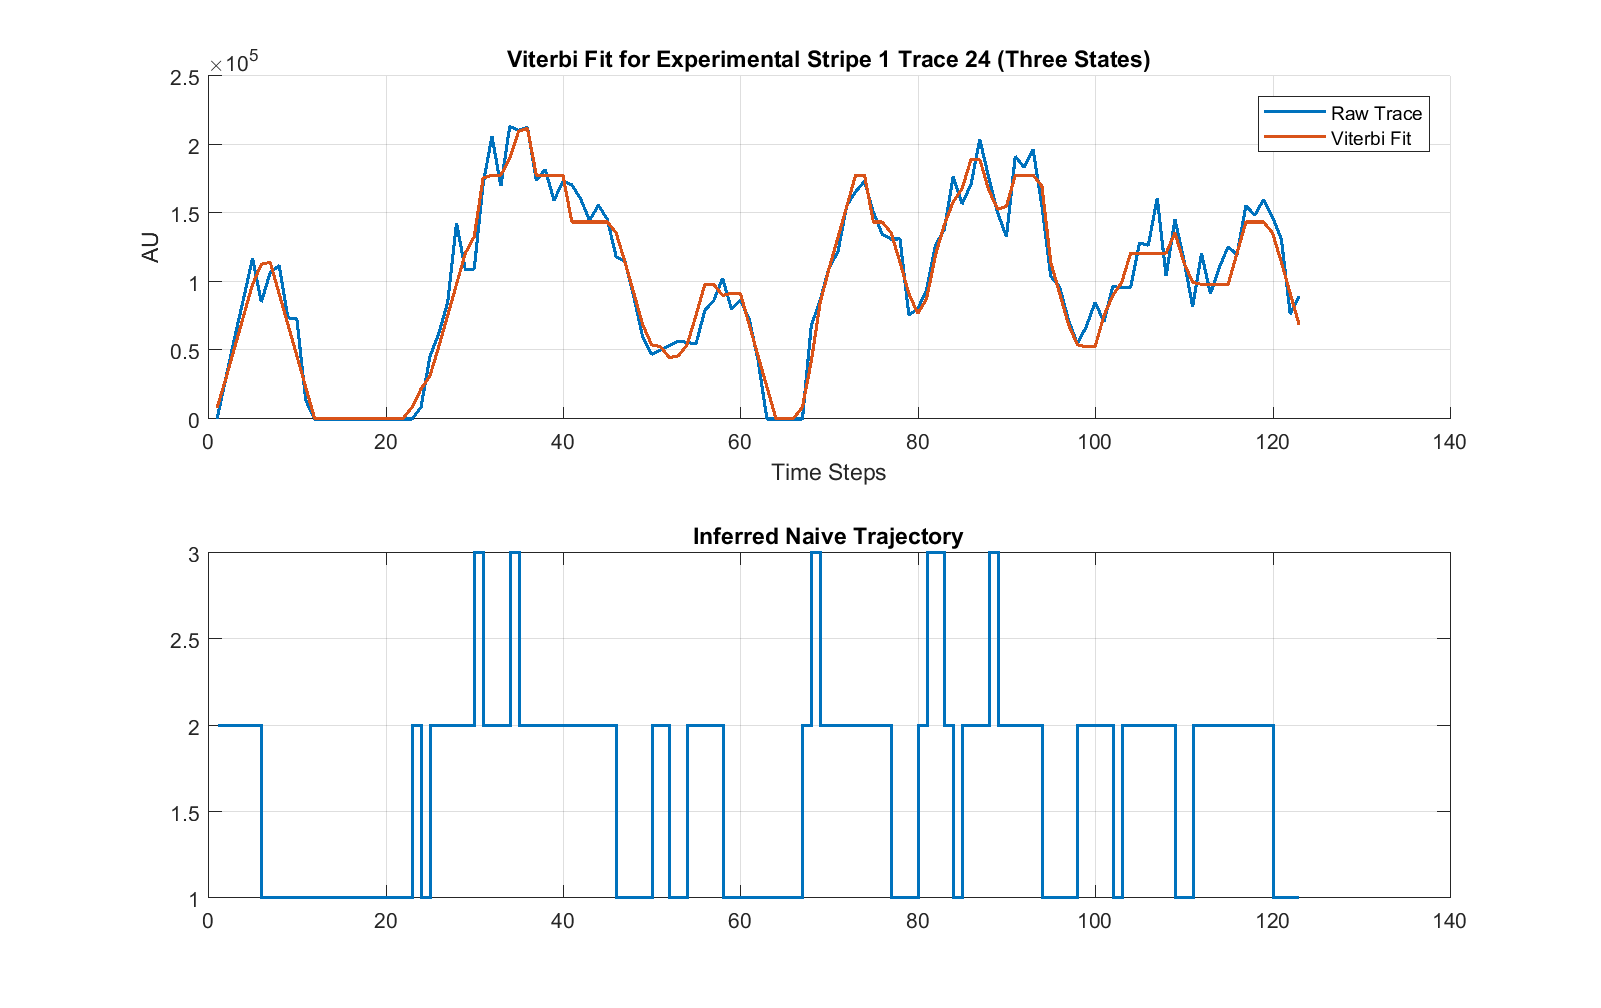 Viterbi Fit for Experimental Stripe 1 Trace 24 (Three States)
×10^5
2.5
2
1.5
1
0.5
0
AU
Raw Trace
Viterbi Fit
0 20 40 60 80 100 120 140
Time Steps
Inferred Naive Trajectory
3
2.5
2
1.5
1
0 20 40 60 80 100 120 140